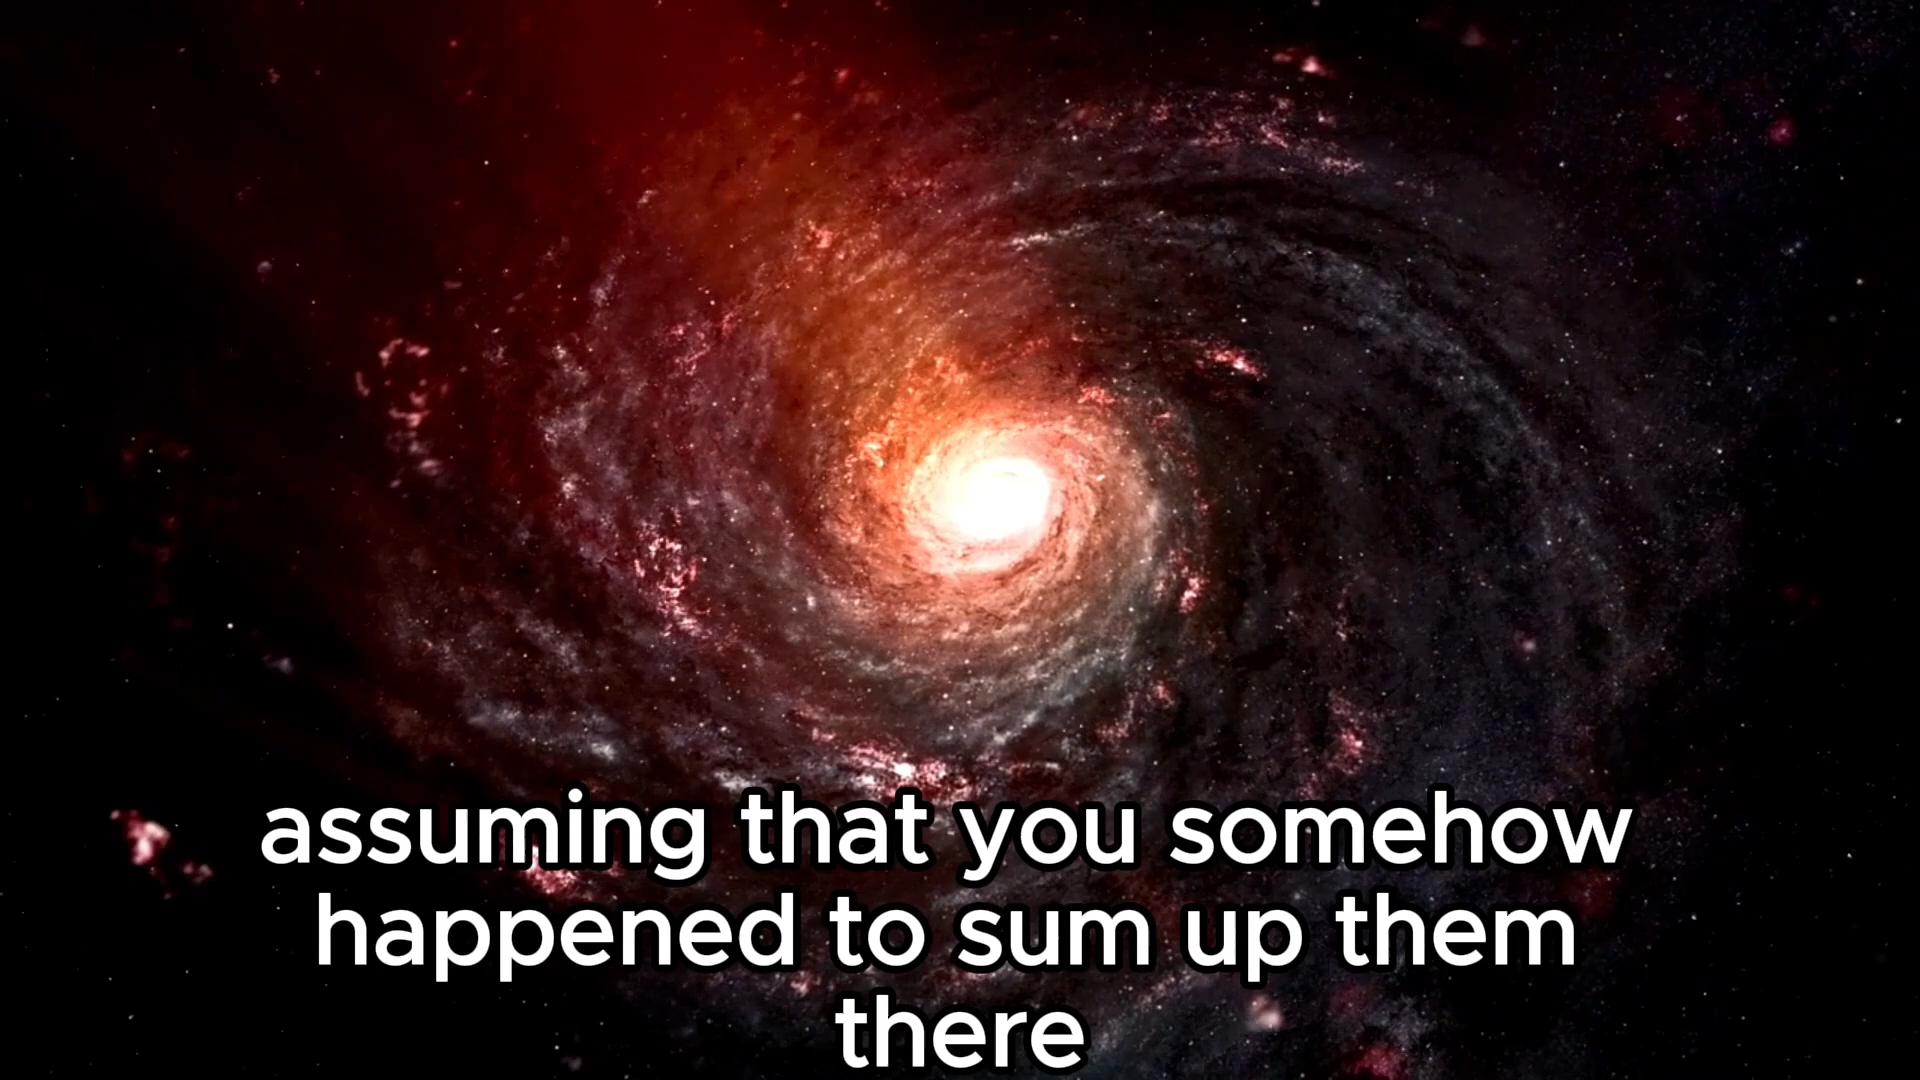 assuming that you somehow
happened to sum up them
there